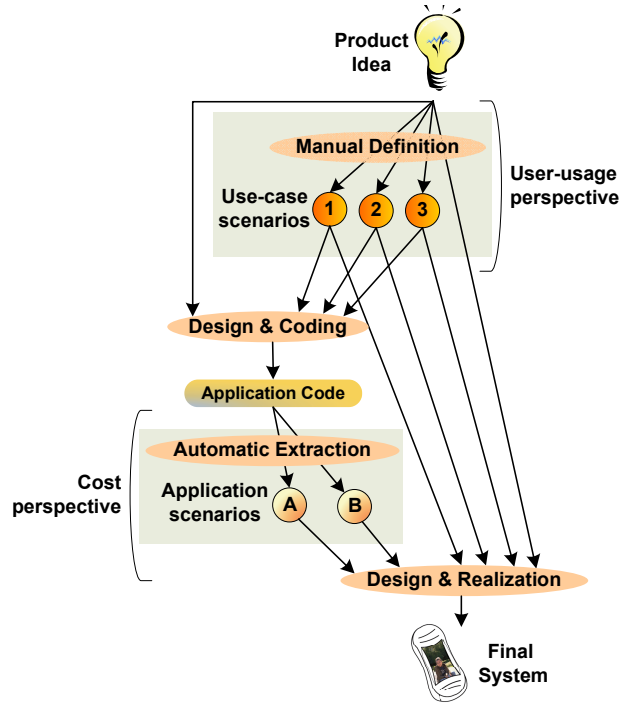 Product
Idea
Manual Definition
User-usage
perspective
Use-case
scenarios
1
2
3
Design & Coding
Application Code
Automatic Extraction
Cost
perspective
Application
scenarios
A
B
Design & Realization
Final
System